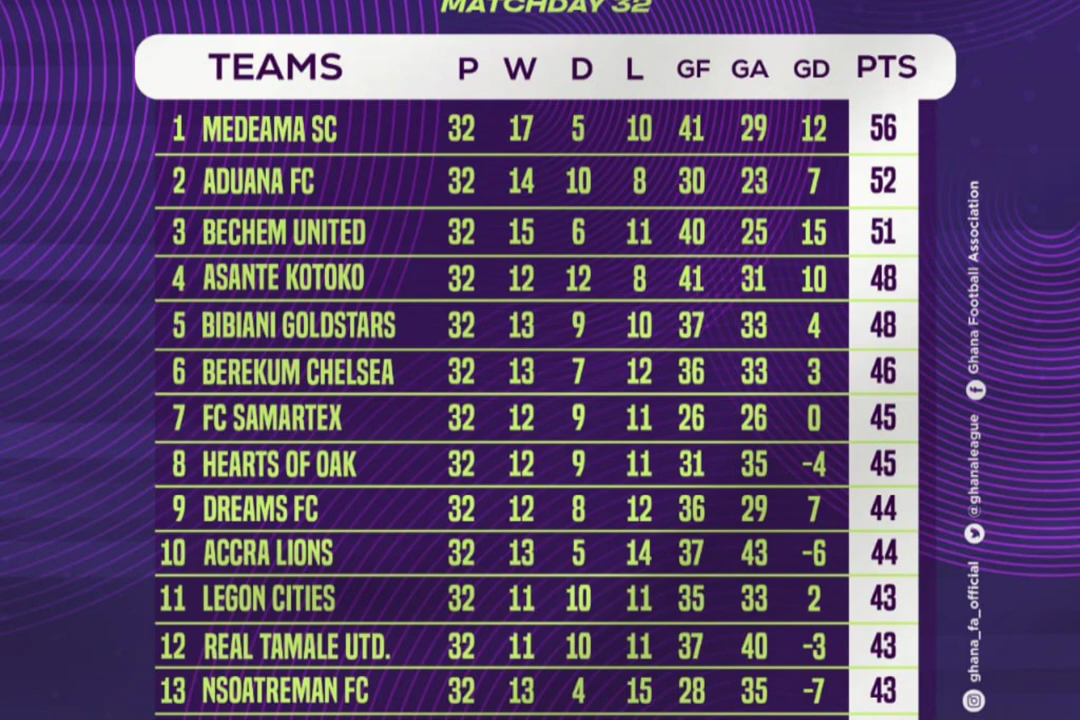 MATCHDAY 32
TEAMS P W D L GF GA GD PTS
1 MEDEAMA SC 32 17 5 10 41 29 12 56
2 ADUANA FC 32 14 10 8 30 23 7 52
3 BECHEM UNITED 32 15 6 11 40 25 15 51
4 ASANTE KOTOKO 32 12 12 8 41 31 10 48
5 BIBIANI GOLDSTARS 32 13 9 10 37 33 4 48
6 BEREKUM CHELSEA 32 13 7 12 36 33 3 46
7 FC SAMARTEX 32 12 9 11 26 26 0 45
8 HEARTS OF OAK 32 12 9 11 31 35 -4 45
9 DREAMS FC 32 12 8 12 36 29 7 44
10 ACCRA LIONS 32 13 5 14 37 43 -6 44
11 LEGON CITIES 32 11 10 11 35 33 2 43
12 REAL TAMALE UTD. 32 11 10 11 37 40 -3 43
13 NSOATREMAN FC 32 13 4 15 28 35 -7 43
ghana_fa_official @ghanaleague Ghana Football Association